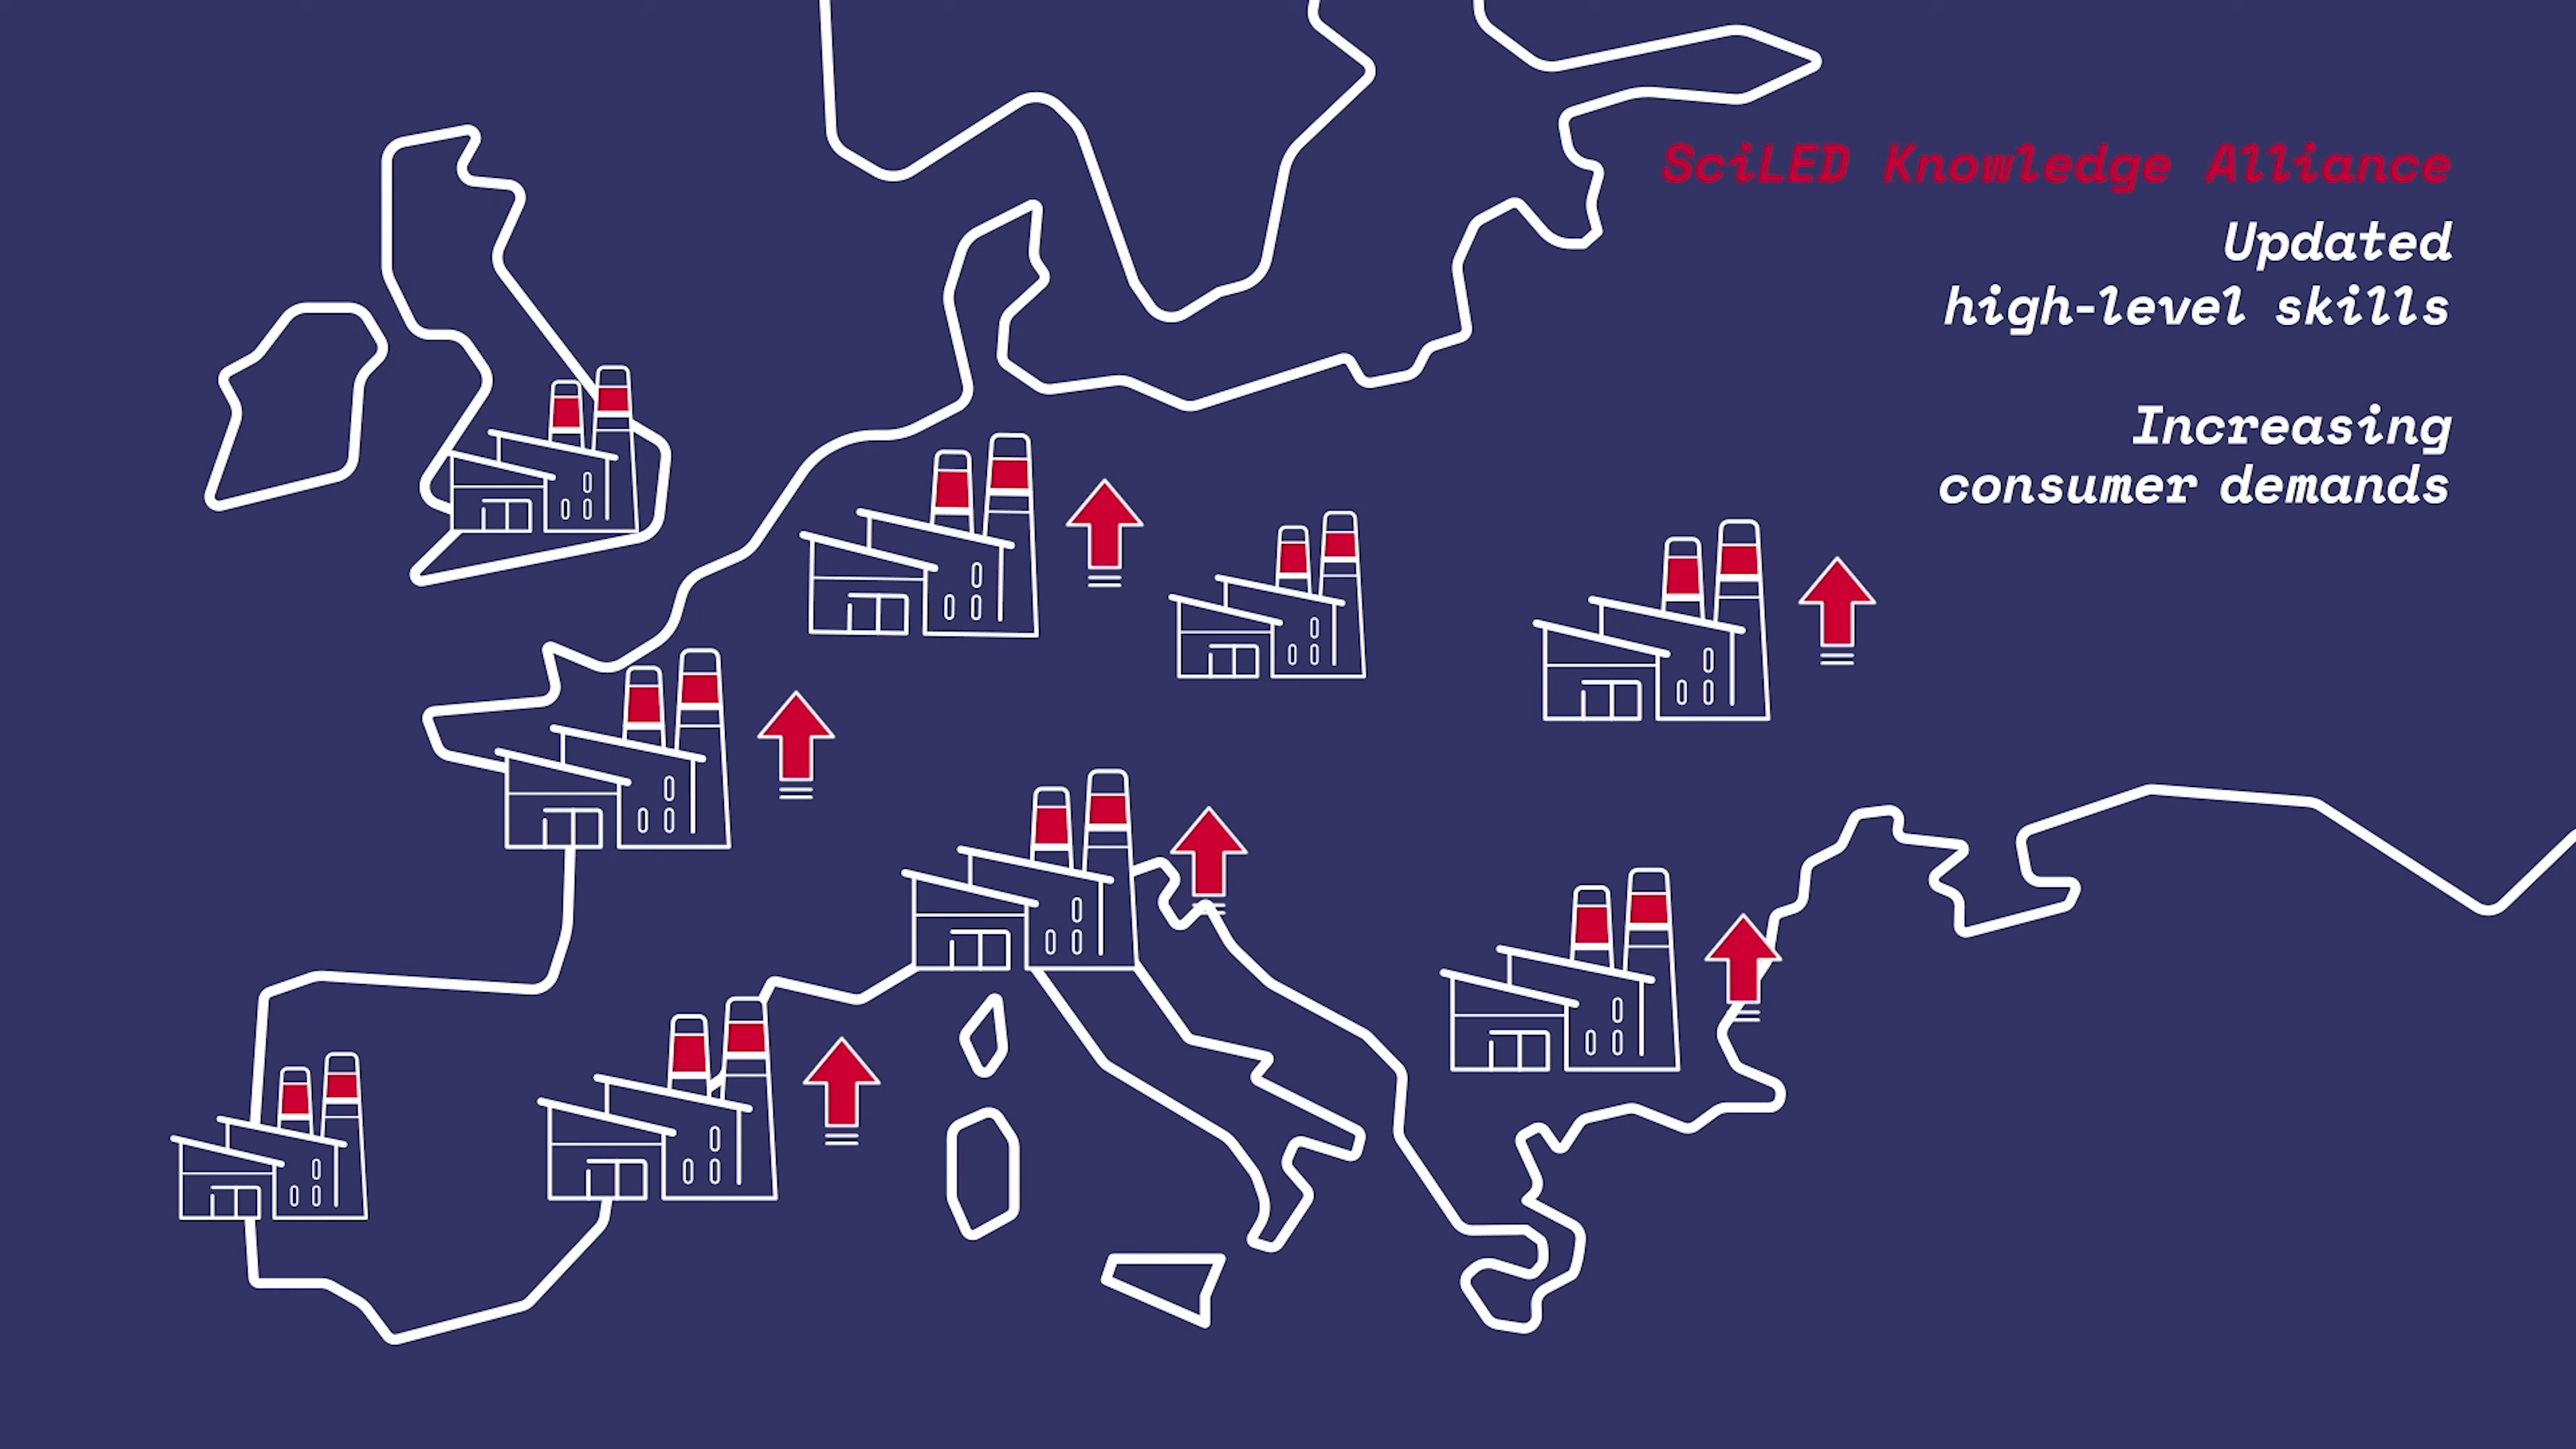 SciLED Knowledge Alliance
Updated
high-level skills
Increasing
consumer demands